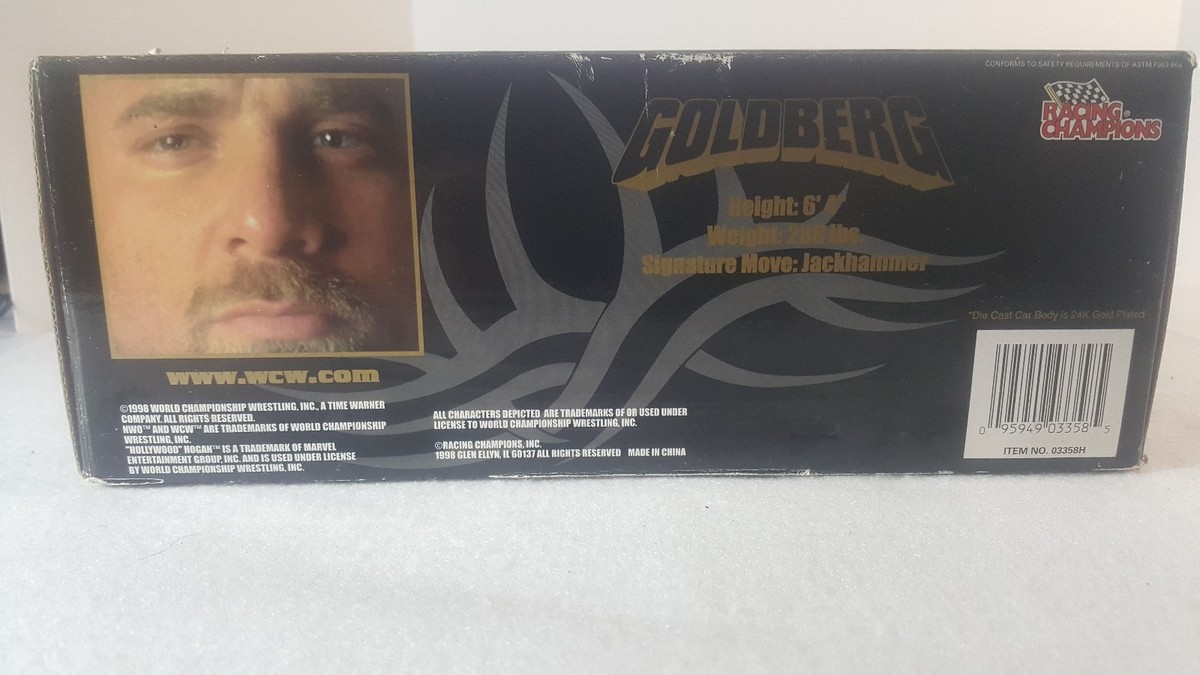 CONFORMS TO SAFETY REQUIREMENTS OF ASTM
RACING CHAMPIONS®
GOLDBERG
Height: 6' 4"
Weight: 286 lbs.
Signature Move: Jackhammer
*Die Cast Car Body is 24K Gold Plated
www.wcw.com
©1998 WORLD CHAMPIONSHIP WRESTLING, INC., A TIME WARNER
COMPANY. ALL RIGHTS RESERVED.
NWO™ AND WCW™ ARE TRADEMARKS OF WORLD CHAMPIONSHIP
WRESTLING, INC.
"HOLLYWOOD" HOGAN™ IS A TRADEMARK OF MARVEL
ENTERTAINMENT GROUP, INC. AND IS USED UNDER LICENSE
BY WORLD CHAMPIONSHIP WRESTLING, INC.
ALL CHARACTERS DEPICTED ARE TRADEMARKS OF OR USED UNDER
LICENSE TO WORLD CHAMPIONSHIP WRESTLING, INC.
©RACING CHAMPIONS, INC.
1998 GLEN ELLYN, IL 60137 ALL RIGHTS RESERVED MADE IN CHINA
0 95949 03358 5
ITEM NO. 03358H